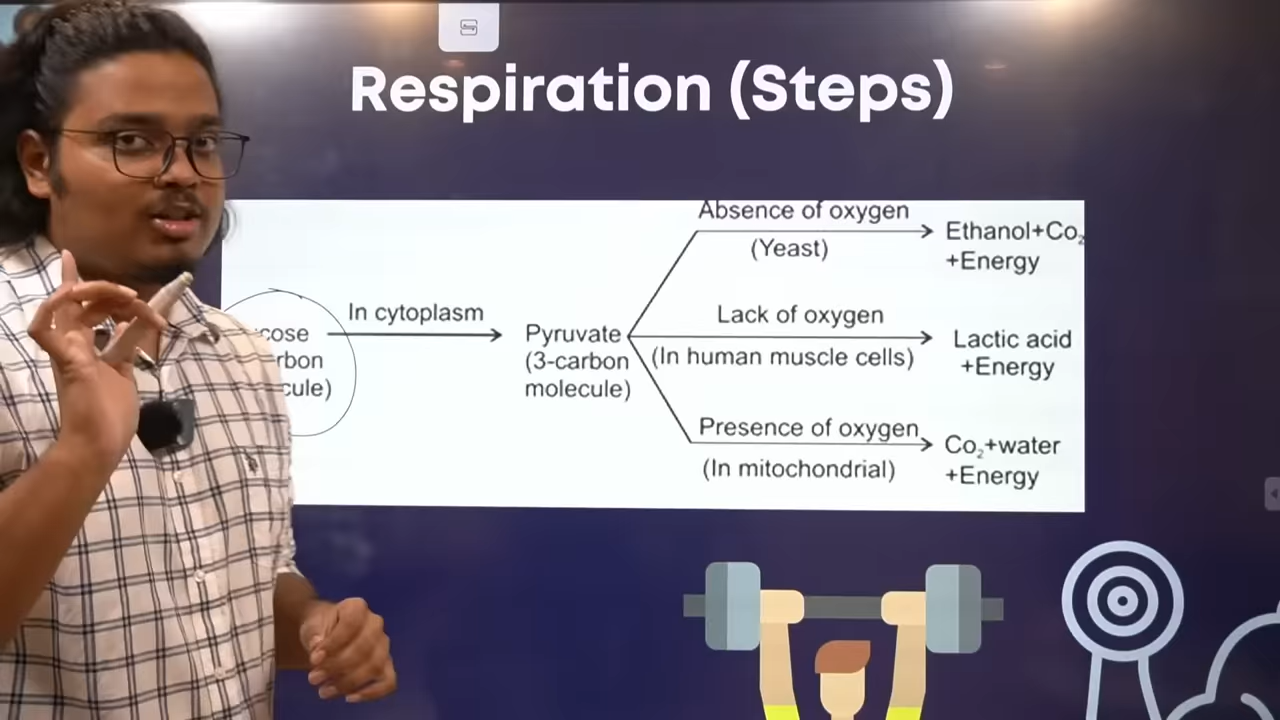 Respiration (Steps)
Absence of oxygen
(Yeast)
Ethanol+Co₂
+Energy
In cytoplasm
Pyruvate
(3-carbon
molecule)
Lack of oxygen
(In human muscle cells)
Lactic acid
+Energy
Presence of oxygen
(In mitochondrial)
Co₂+water
+Energy